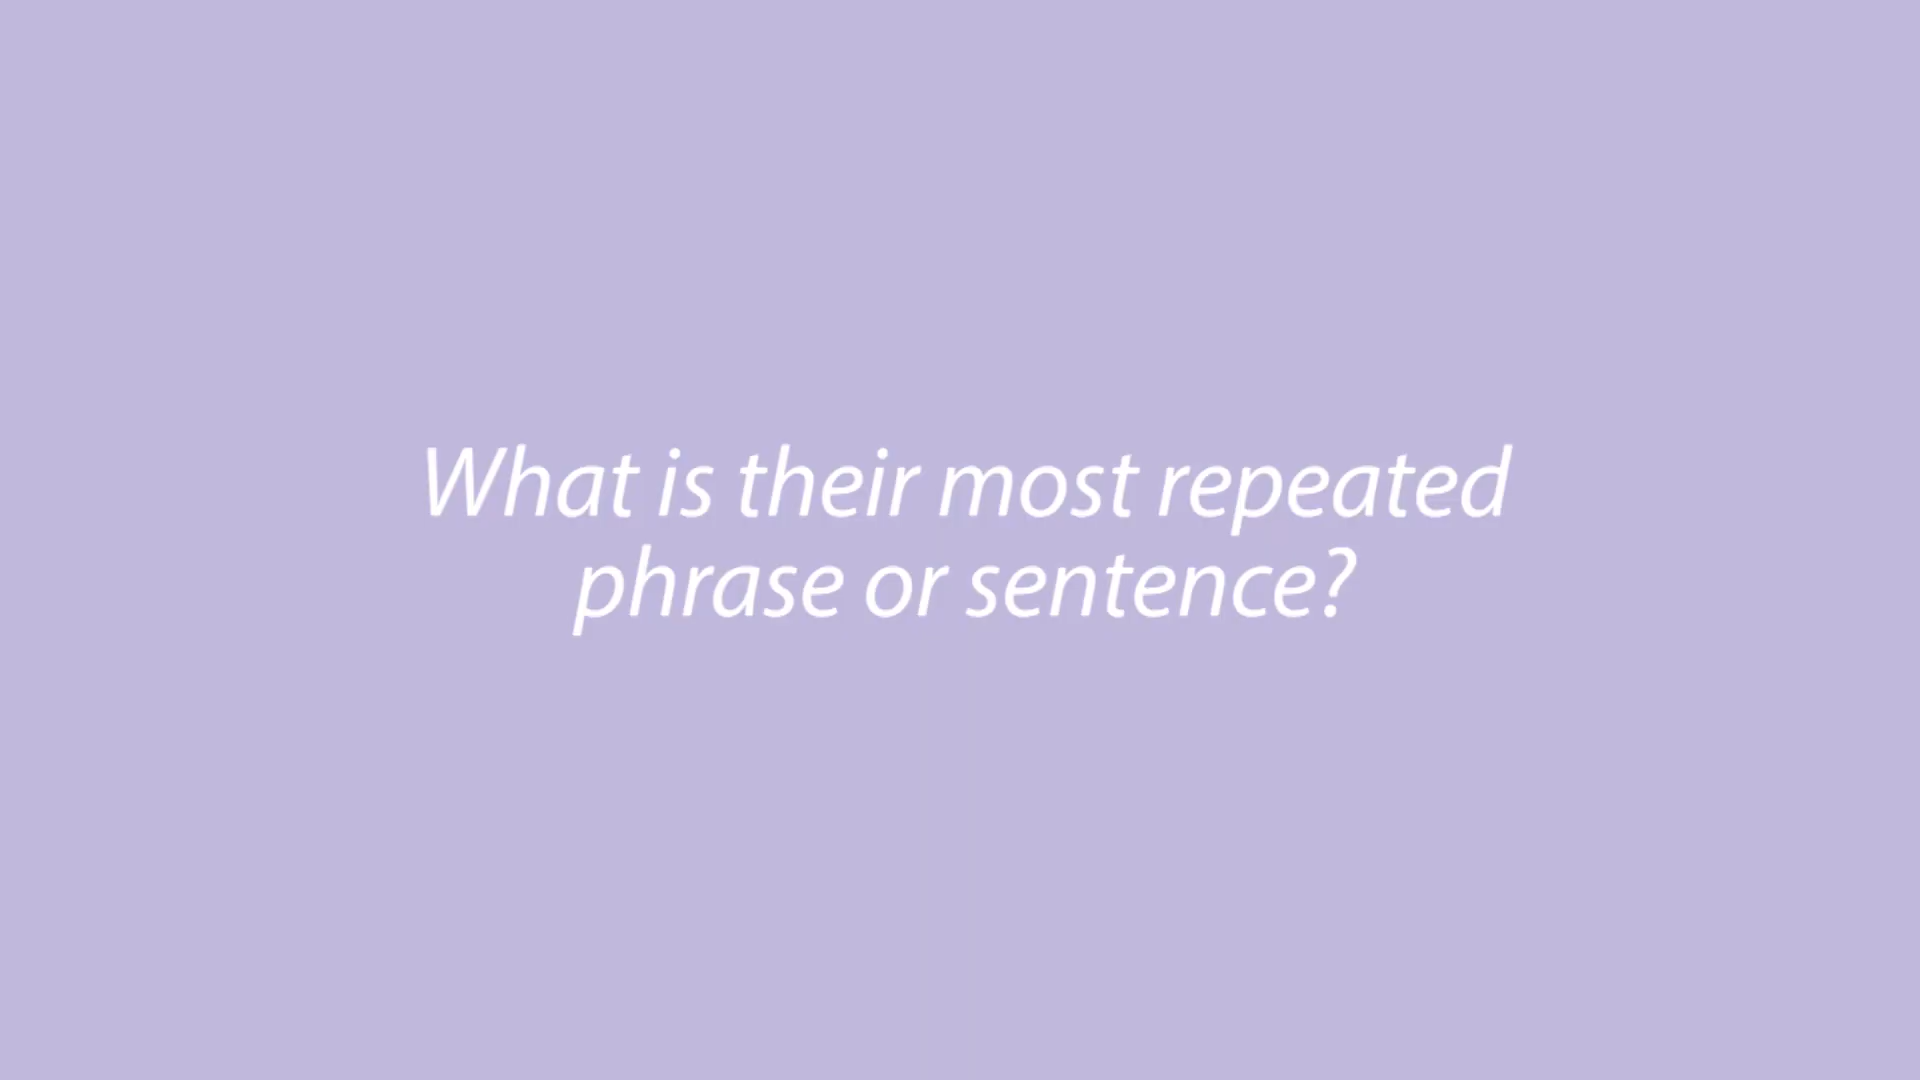 What is their most repeated
phrase or sentence?